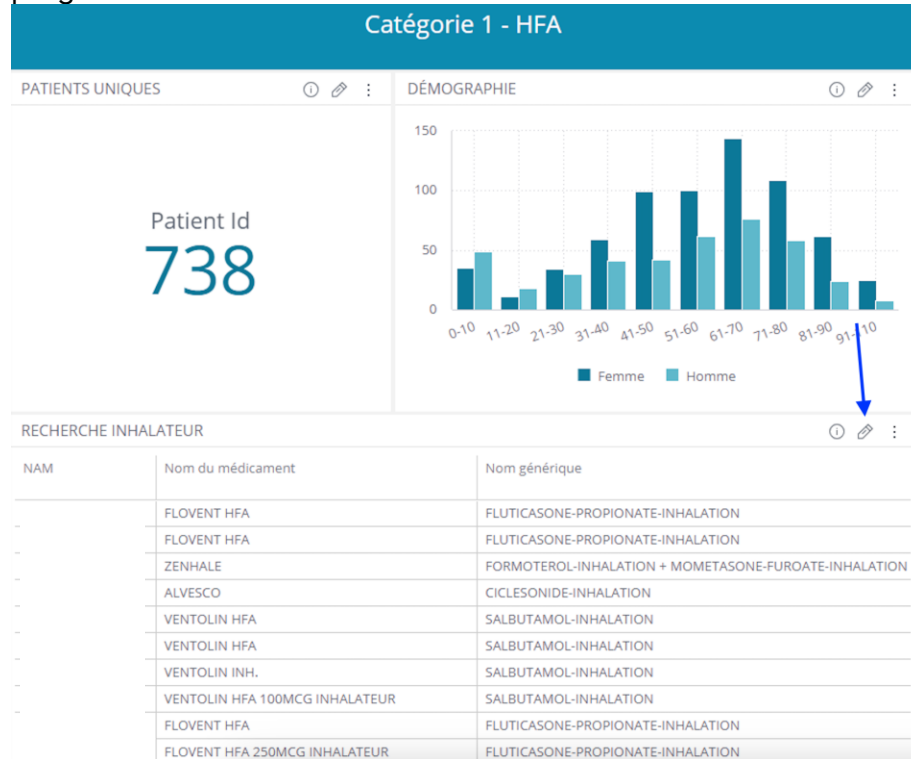 Catégorie 1 - HFA
PATIENTS UNIQUES
Patient Id
738
DÉMOGRAPHIE
150
100
50
0
0-10 11-20 21-30 31-40 41-50 51-60 61-70 71-80 81-90
Femme Homme
RECHERCHE INHALATEUR
NAM Nom du médicament Nom générique
FLOVENT HFA FLUTICASONE-PROPIONATE-INHALATION
FLOVENT HFA FLUTICASONE-PROPIONATE-INHALATION
ZENHALE FORMOTEROL-INHALATION + MOMETASONE-FUROATE-INHALATION
ALVESCO CICLESONIDE-INHALATION
VENTOLIN HFA SALBUTAMOL-INHALATION
VENTOLIN HFA SALBUTAMOL-INHALATION
VENTOLIN INH. SALBUTAMOL-INHALATION
VENTOLIN HFA 100MCG INHALATEUR SALBUTAMOL-INHALATION
FLOVENT HFA FLUTICASONE-PROPIONATE-INHALATION
FLOVENT HFA 250MCG INHALATEUR FLUTICASONE-PROPIONATE-INHALATION